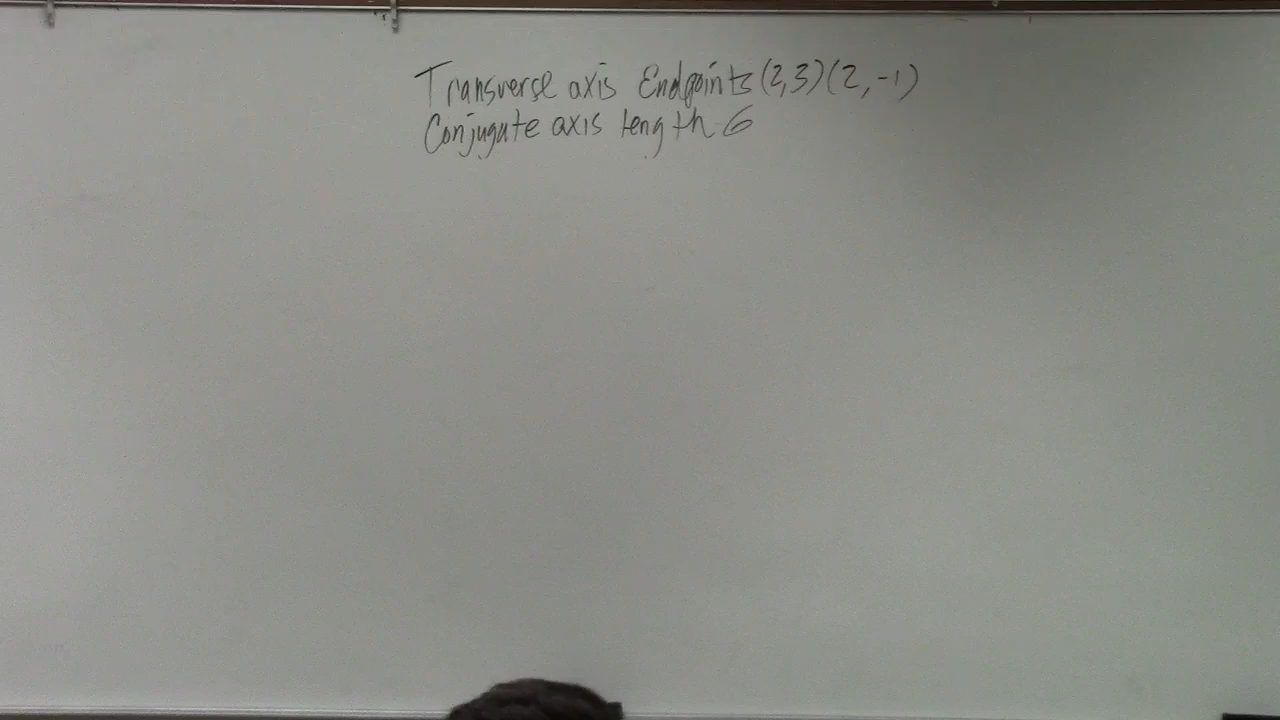 Transverse axis Endpoints (2,3)(2,-1)
Conjugate axis length 6